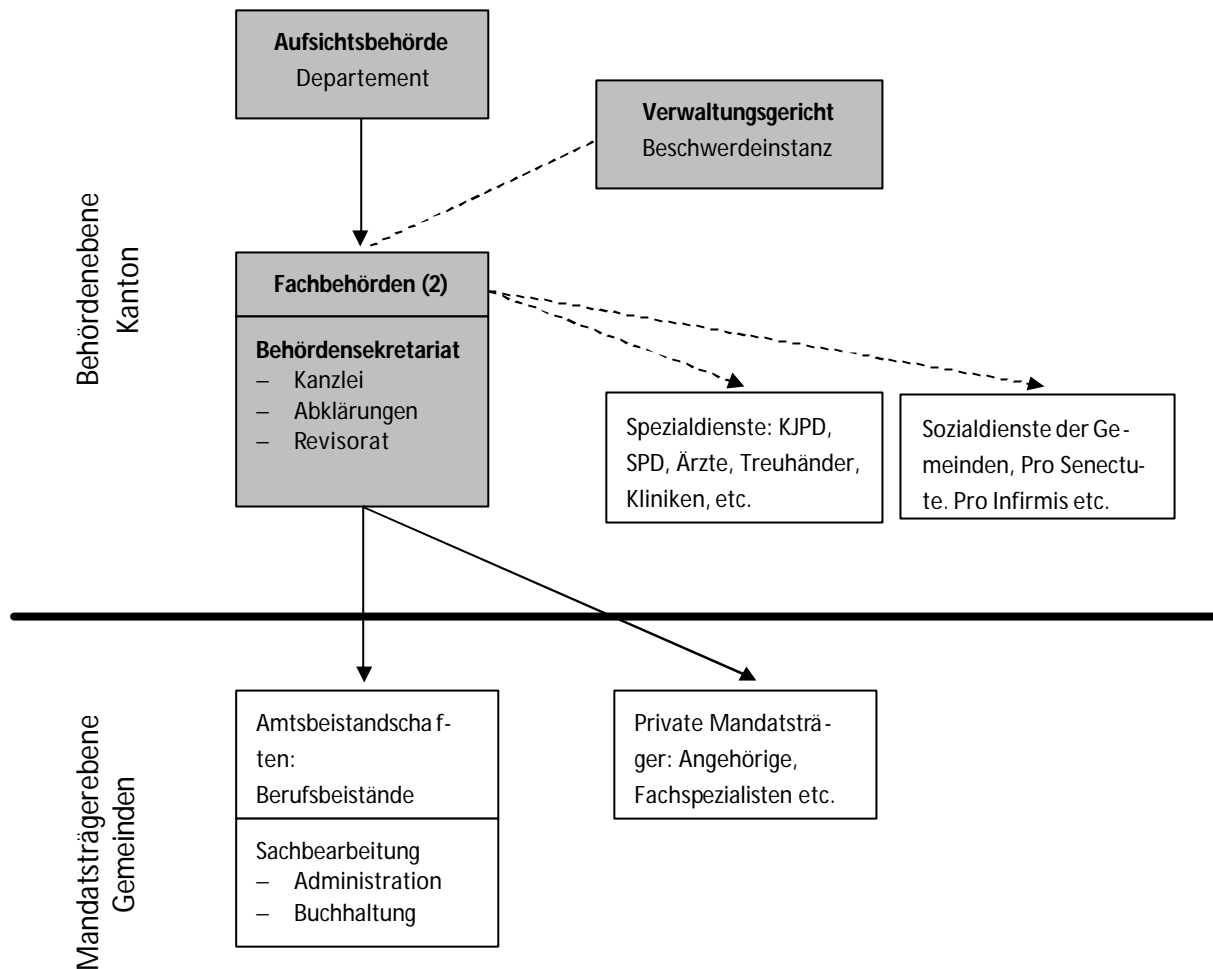 Aufsichtsbehörde
Departement
Verwaltungsgericht
Beschwerdeinstanz
Behördenebene
Kanton
Fachbehörden (2)
Behördensekretariat
– Kanzlei
– Abklärungen
– Revisorat
Spezialdienste: KJPD,
SPD, Ärzte, Treuhänder,
Kliniken, etc.
Sozialdienste der Ge-
meinden, Pro Senectu-
te. Pro Infirmis etc.
Mandatsträgerebene
Gemeinden
Amtsbeistandschaf-
ten:
Berufsbeistände
Sachbearbeitung
– Administration
– Buchhaltung
Private Mandatsträ-
ger: Angehörige,
Fachspezialisten etc.